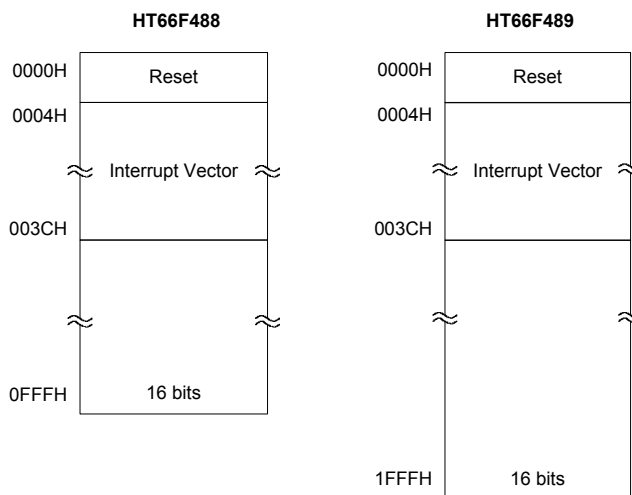 HT66F488
0000H
Reset
0004H
Interrupt Vector
003CH
0FFFH
16 bits
HT66F489
0000H
Reset
0004H
Interrupt Vector
003CH
1FFFH
16 bits